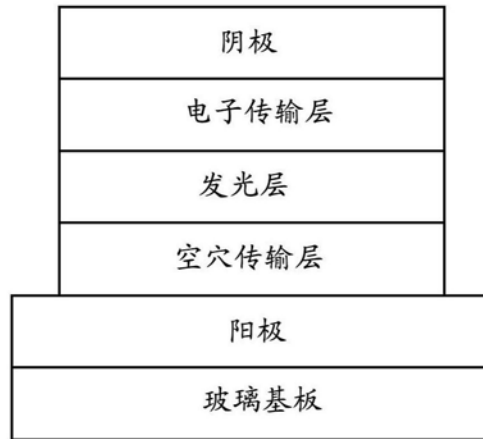 阴极
电子传输层
发光层
空穴传输层
阳极
玻璃基板